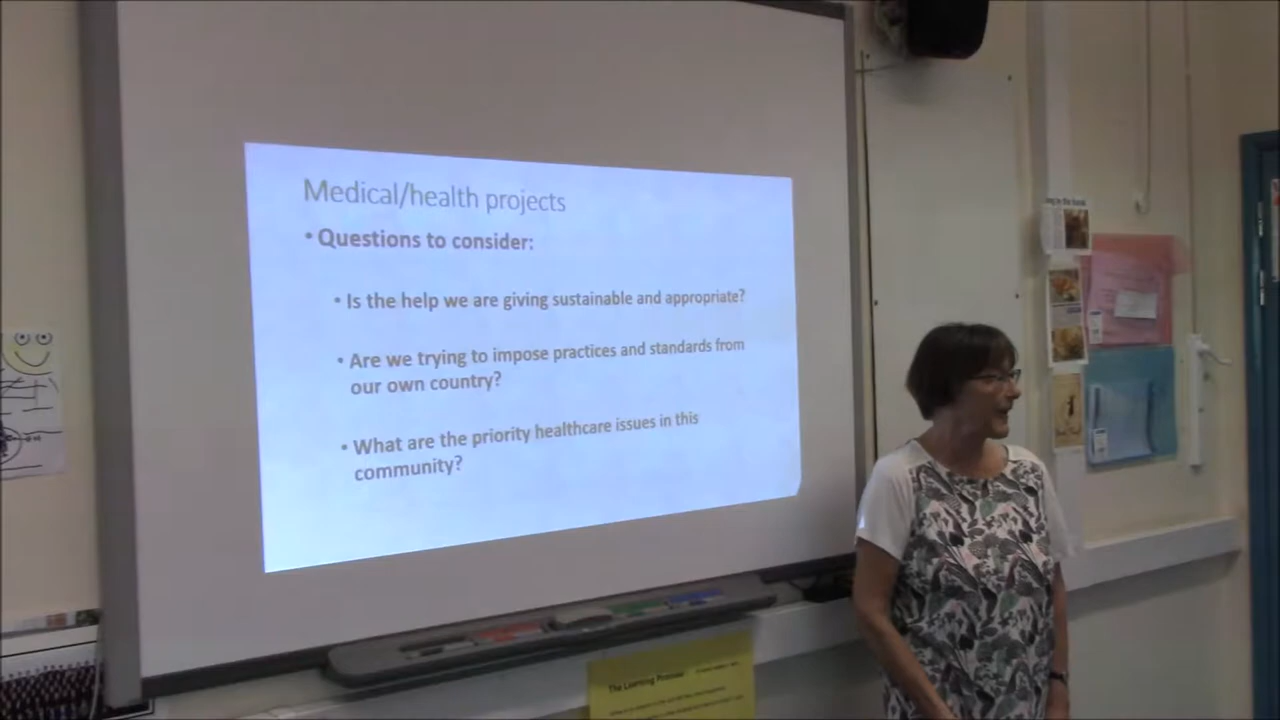 Medical/health projects
• Questions to consider:
• Is the help we are giving sustainable and appropriate?
• Are we trying to impose practices and standards from
our own country?
• What are the priority healthcare issues in this
community?
The Learning